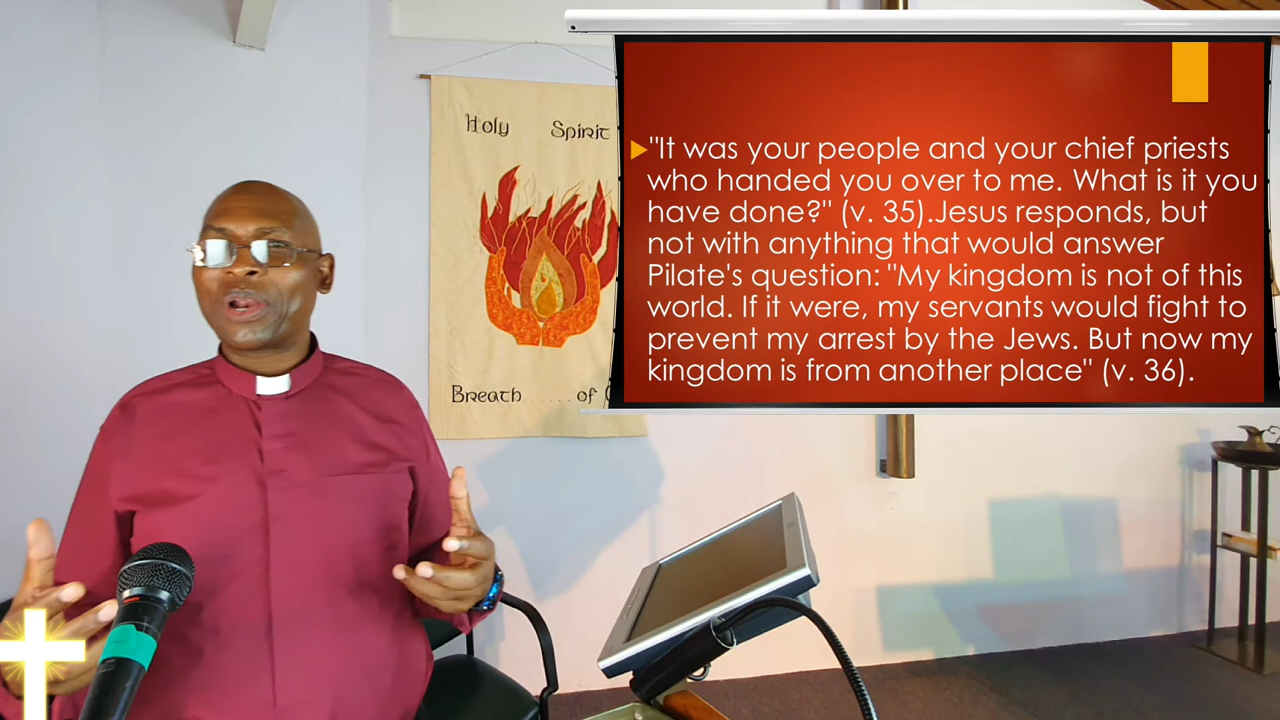 Holy Spirit
Breath ..... of
"It was your people and your chief priests
who handed you over to me. What is it you
have done?" (v. 35).Jesus responds, but
not with anything that would answer
Pilate's question: "My kingdom is not of this
world. If it were, my servants would fight to
prevent my arrest by the Jews. But now my
kingdom is from another place" (v. 36).